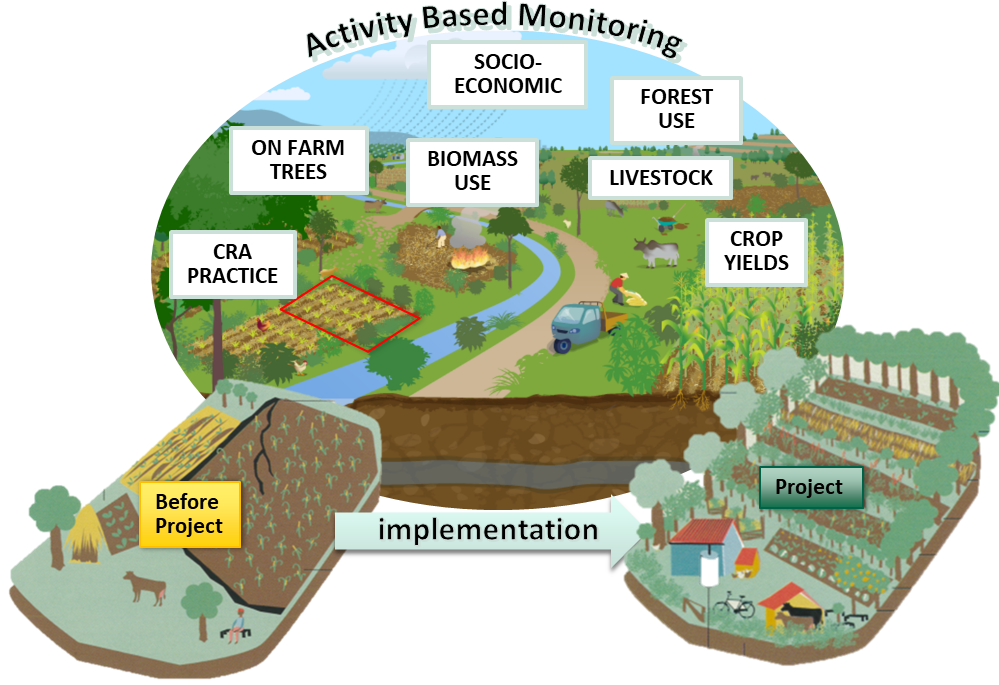 Activity Based Monitoring
SOCIO-
ECONOMIC
FOREST
USE
ON FARM
TREES
BIOMASS
USE
LIVESTOCK
CRA
PRACTICE
CROP
YIELDS
Before
Project
implementation
Project